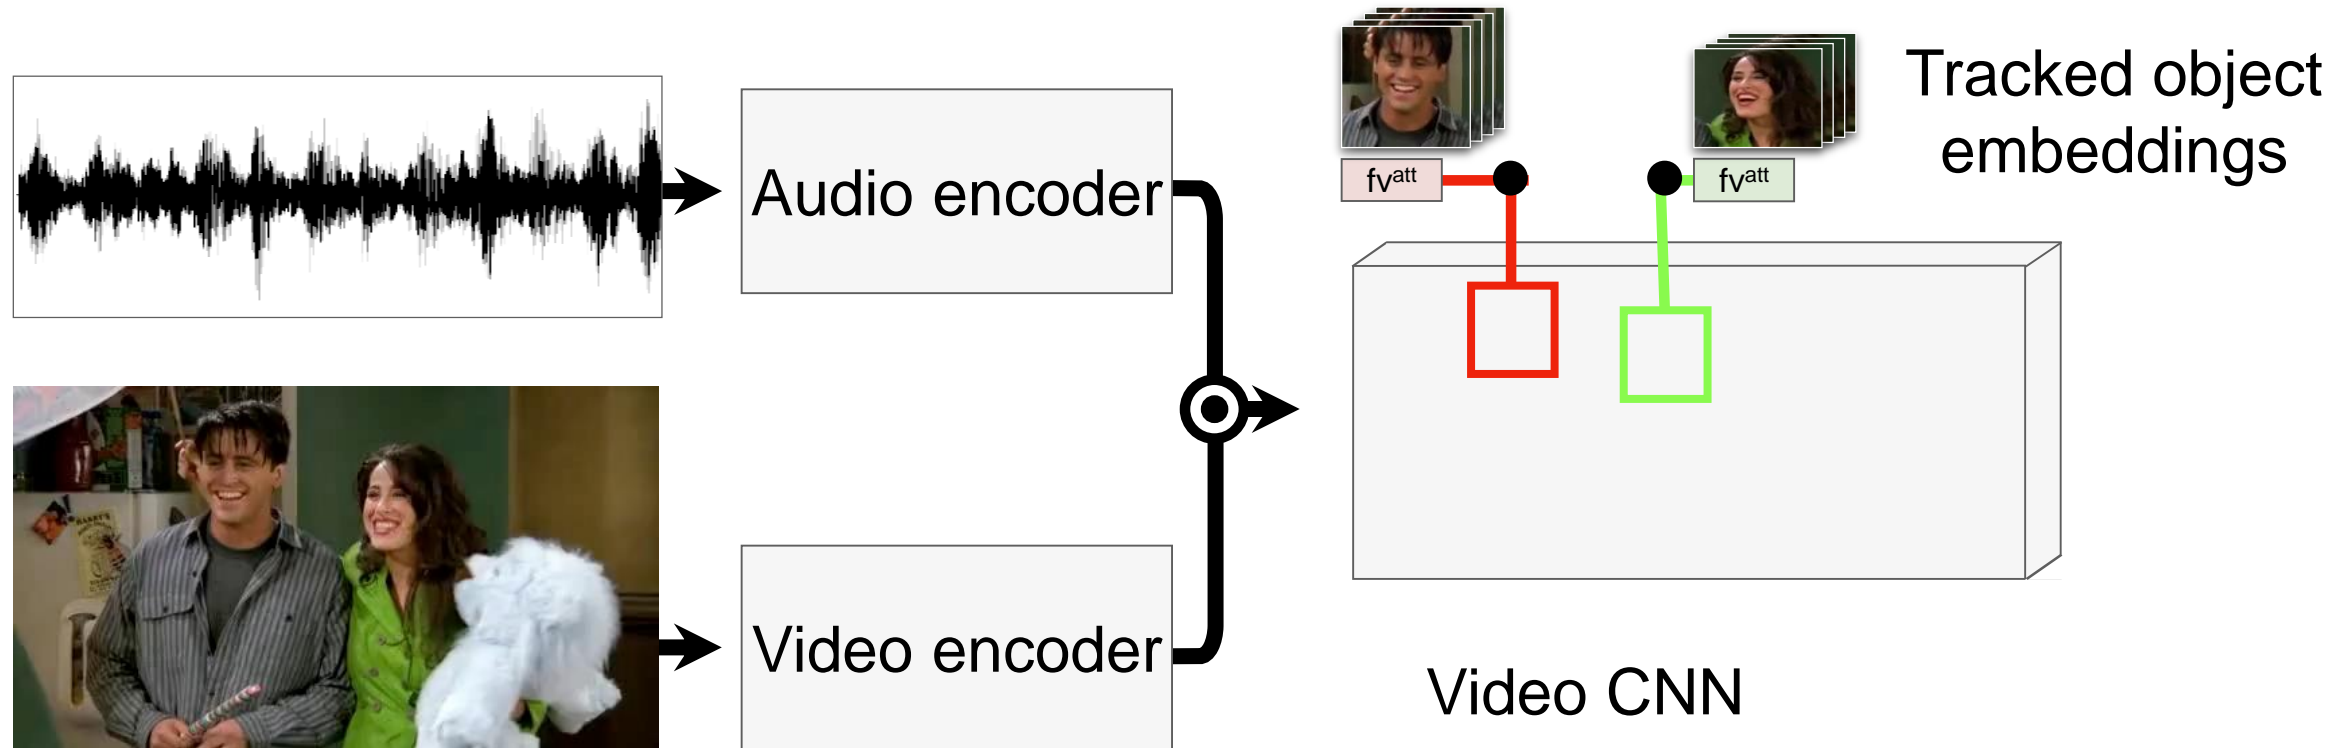 Audio encoder
Video encoder
fvᵃᵗᵗ
fvᵃᵗᵗ
Tracked object
embeddings
Video CNN